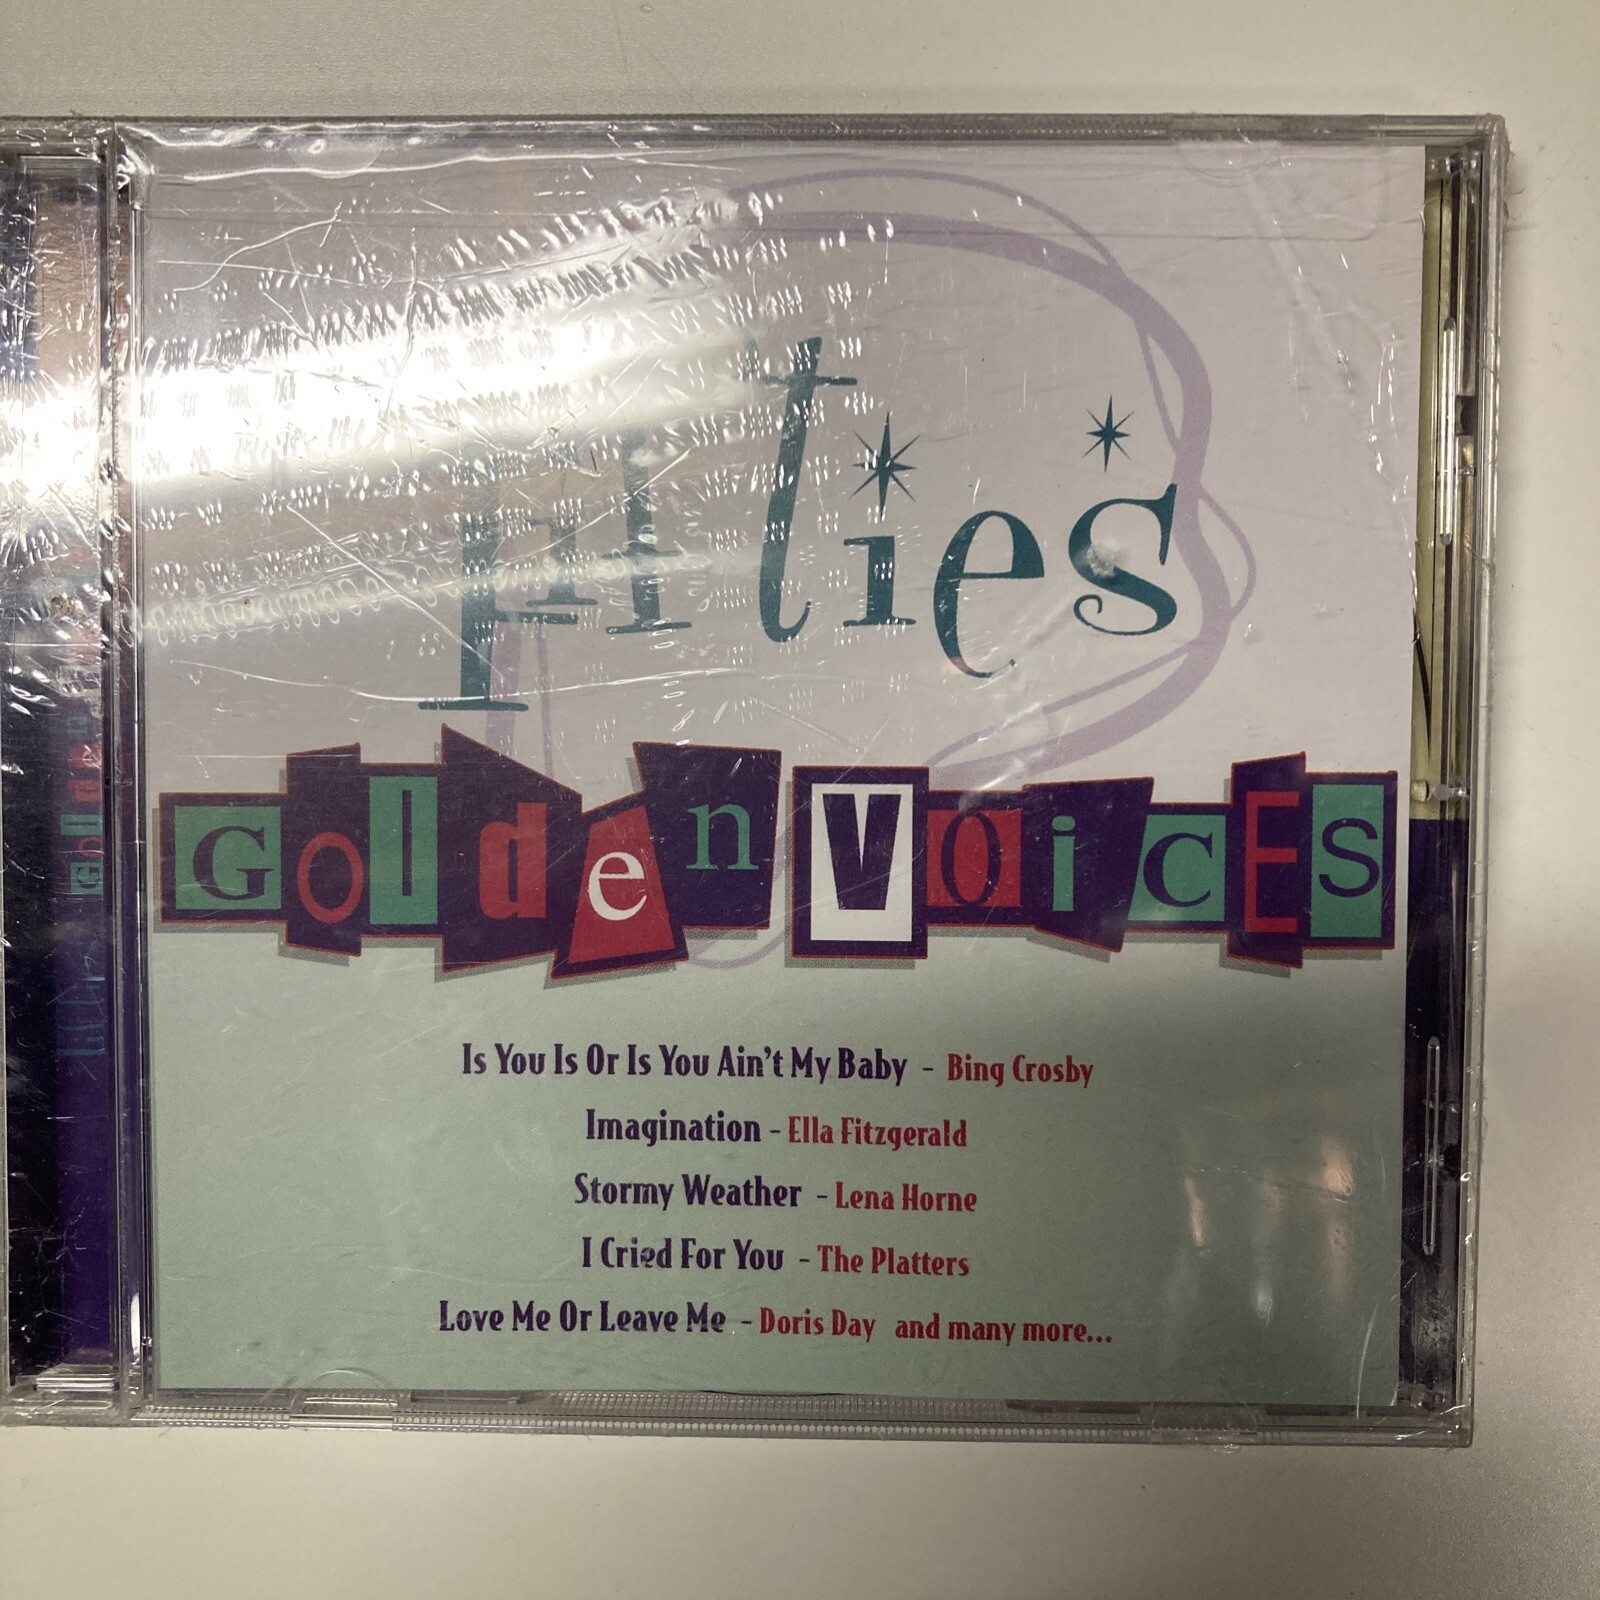 fifties
Golden VoicES
Is You Is Or Is You Ain't My Baby - Bing Crosby
Imagination - Ella Fitzgerald
Stormy Weather - Lena Horne
I Cried For You - The Platters
Love Me Or Leave Me - Doris Day and many more...